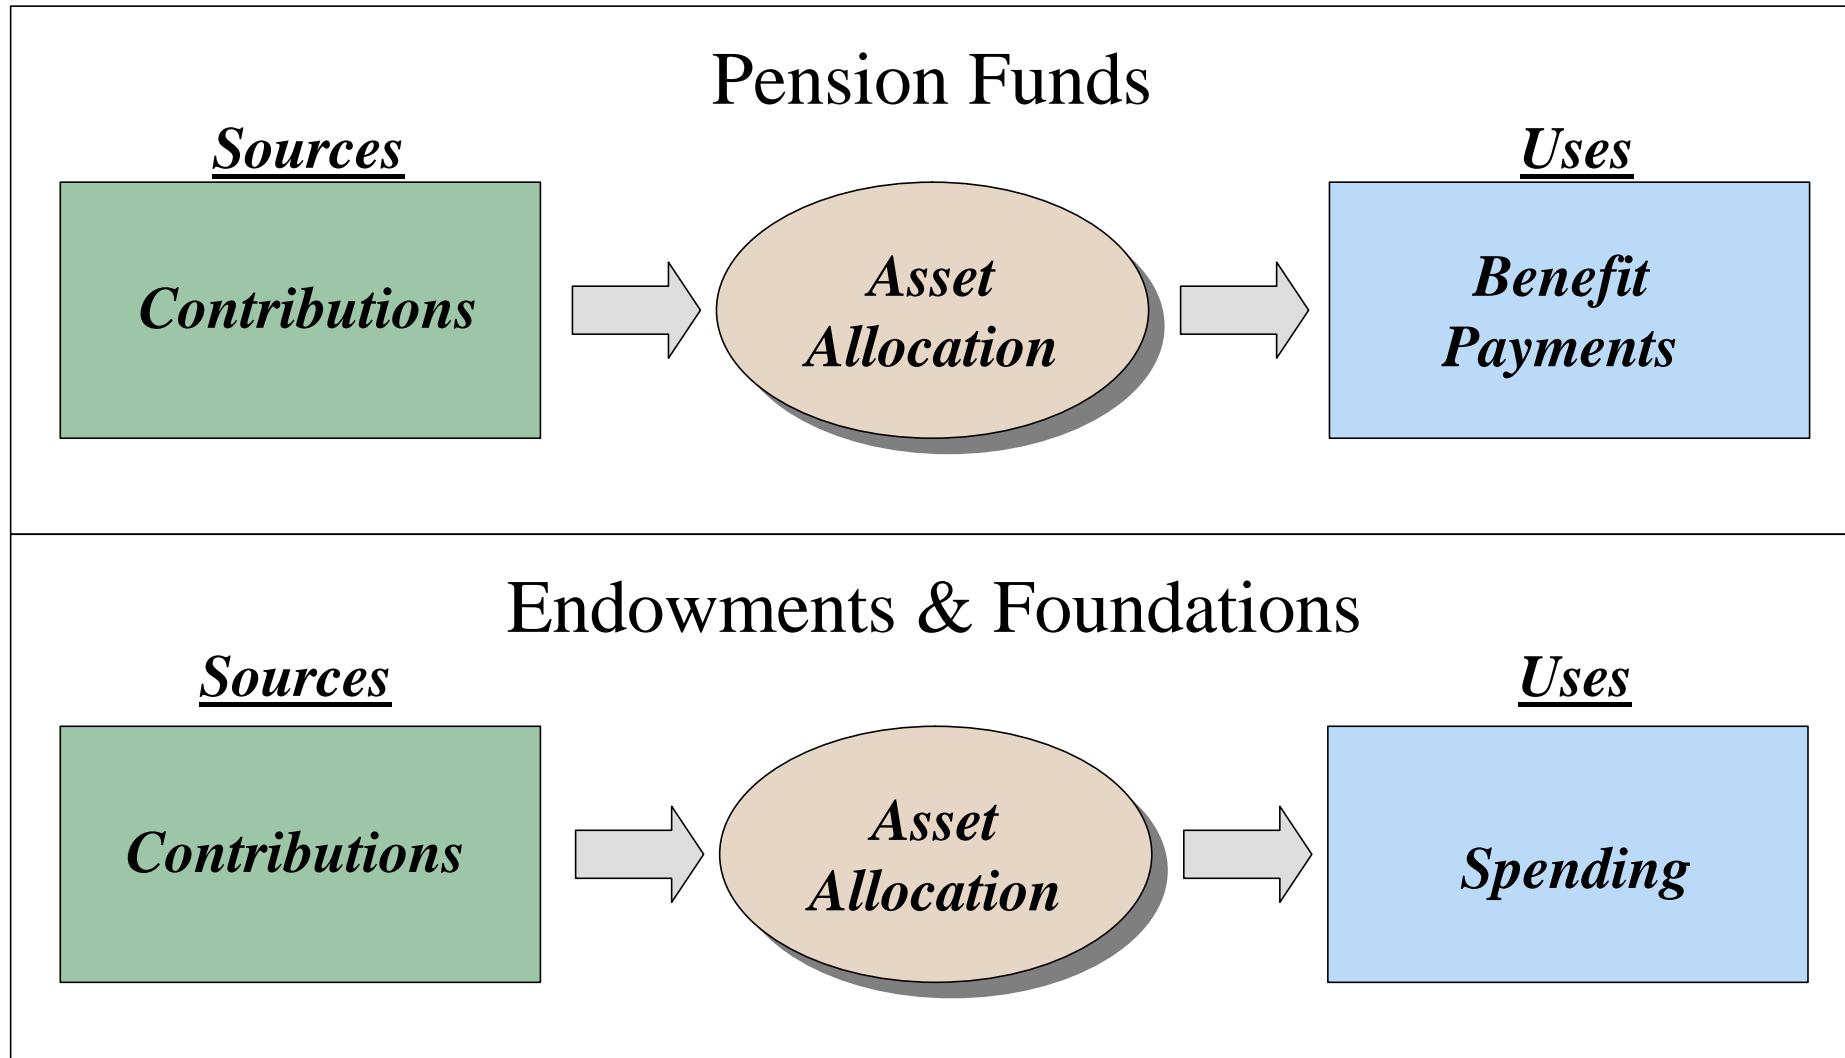 Pension Funds
Sources
Uses
Contributions
Asset
Allocation
Benefit
Payments
Endowments & Foundations
Sources
Uses
Contributions
Asset
Allocation
Spending